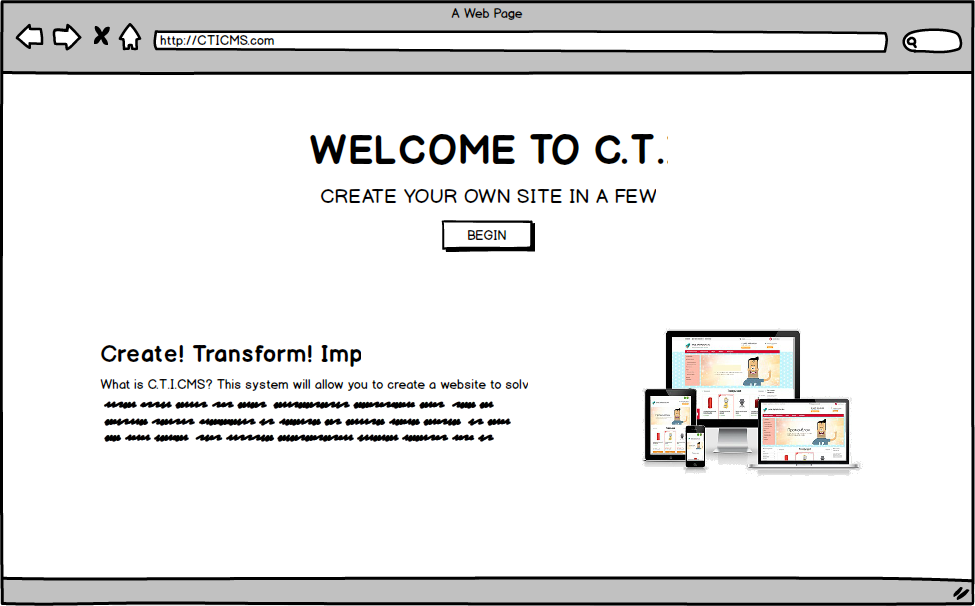 A Web Page
http://CTICMS.com
WELCOME TO C.T.
CREATE YOUR OWN SITE IN A FEW
BEGIN
Create! Transform! Imp
What is C.T.I.CMS? This system will allow you to create a website to solv